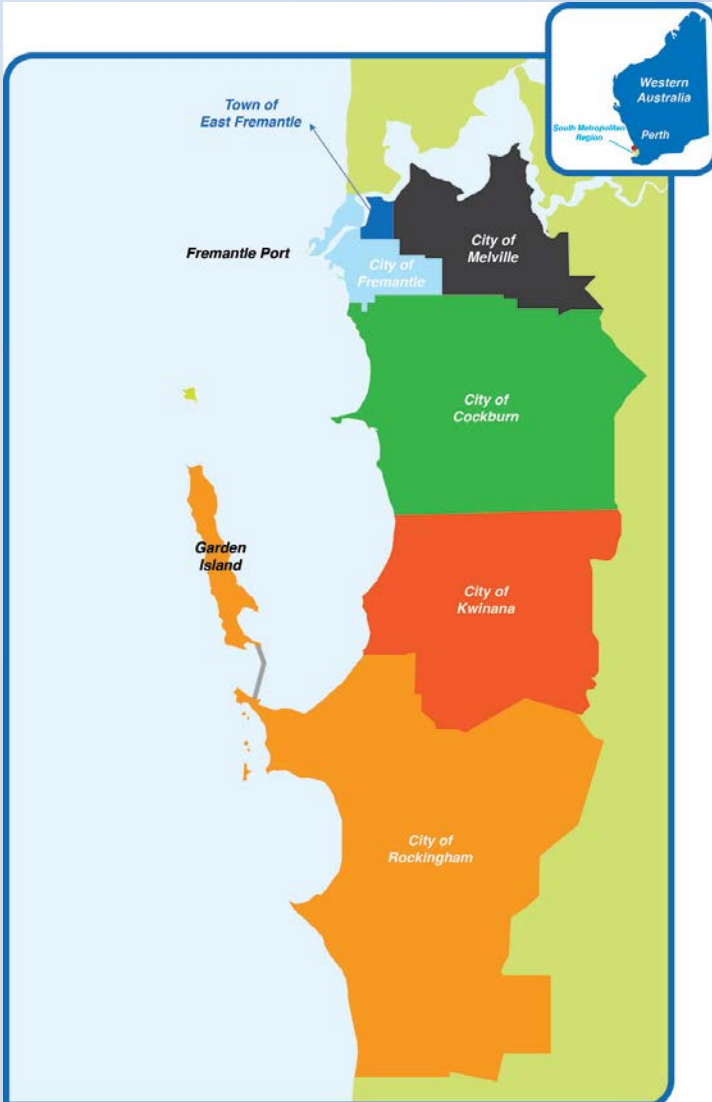 Western
Australia
South Metropolitan
Region
Perth
Town of
East Fremantle
City of
Melville
Fremantle Port
City of
Fremantle
City of
Cockburn
Garden
Island
City of
Kwinana
City of
Rockingham